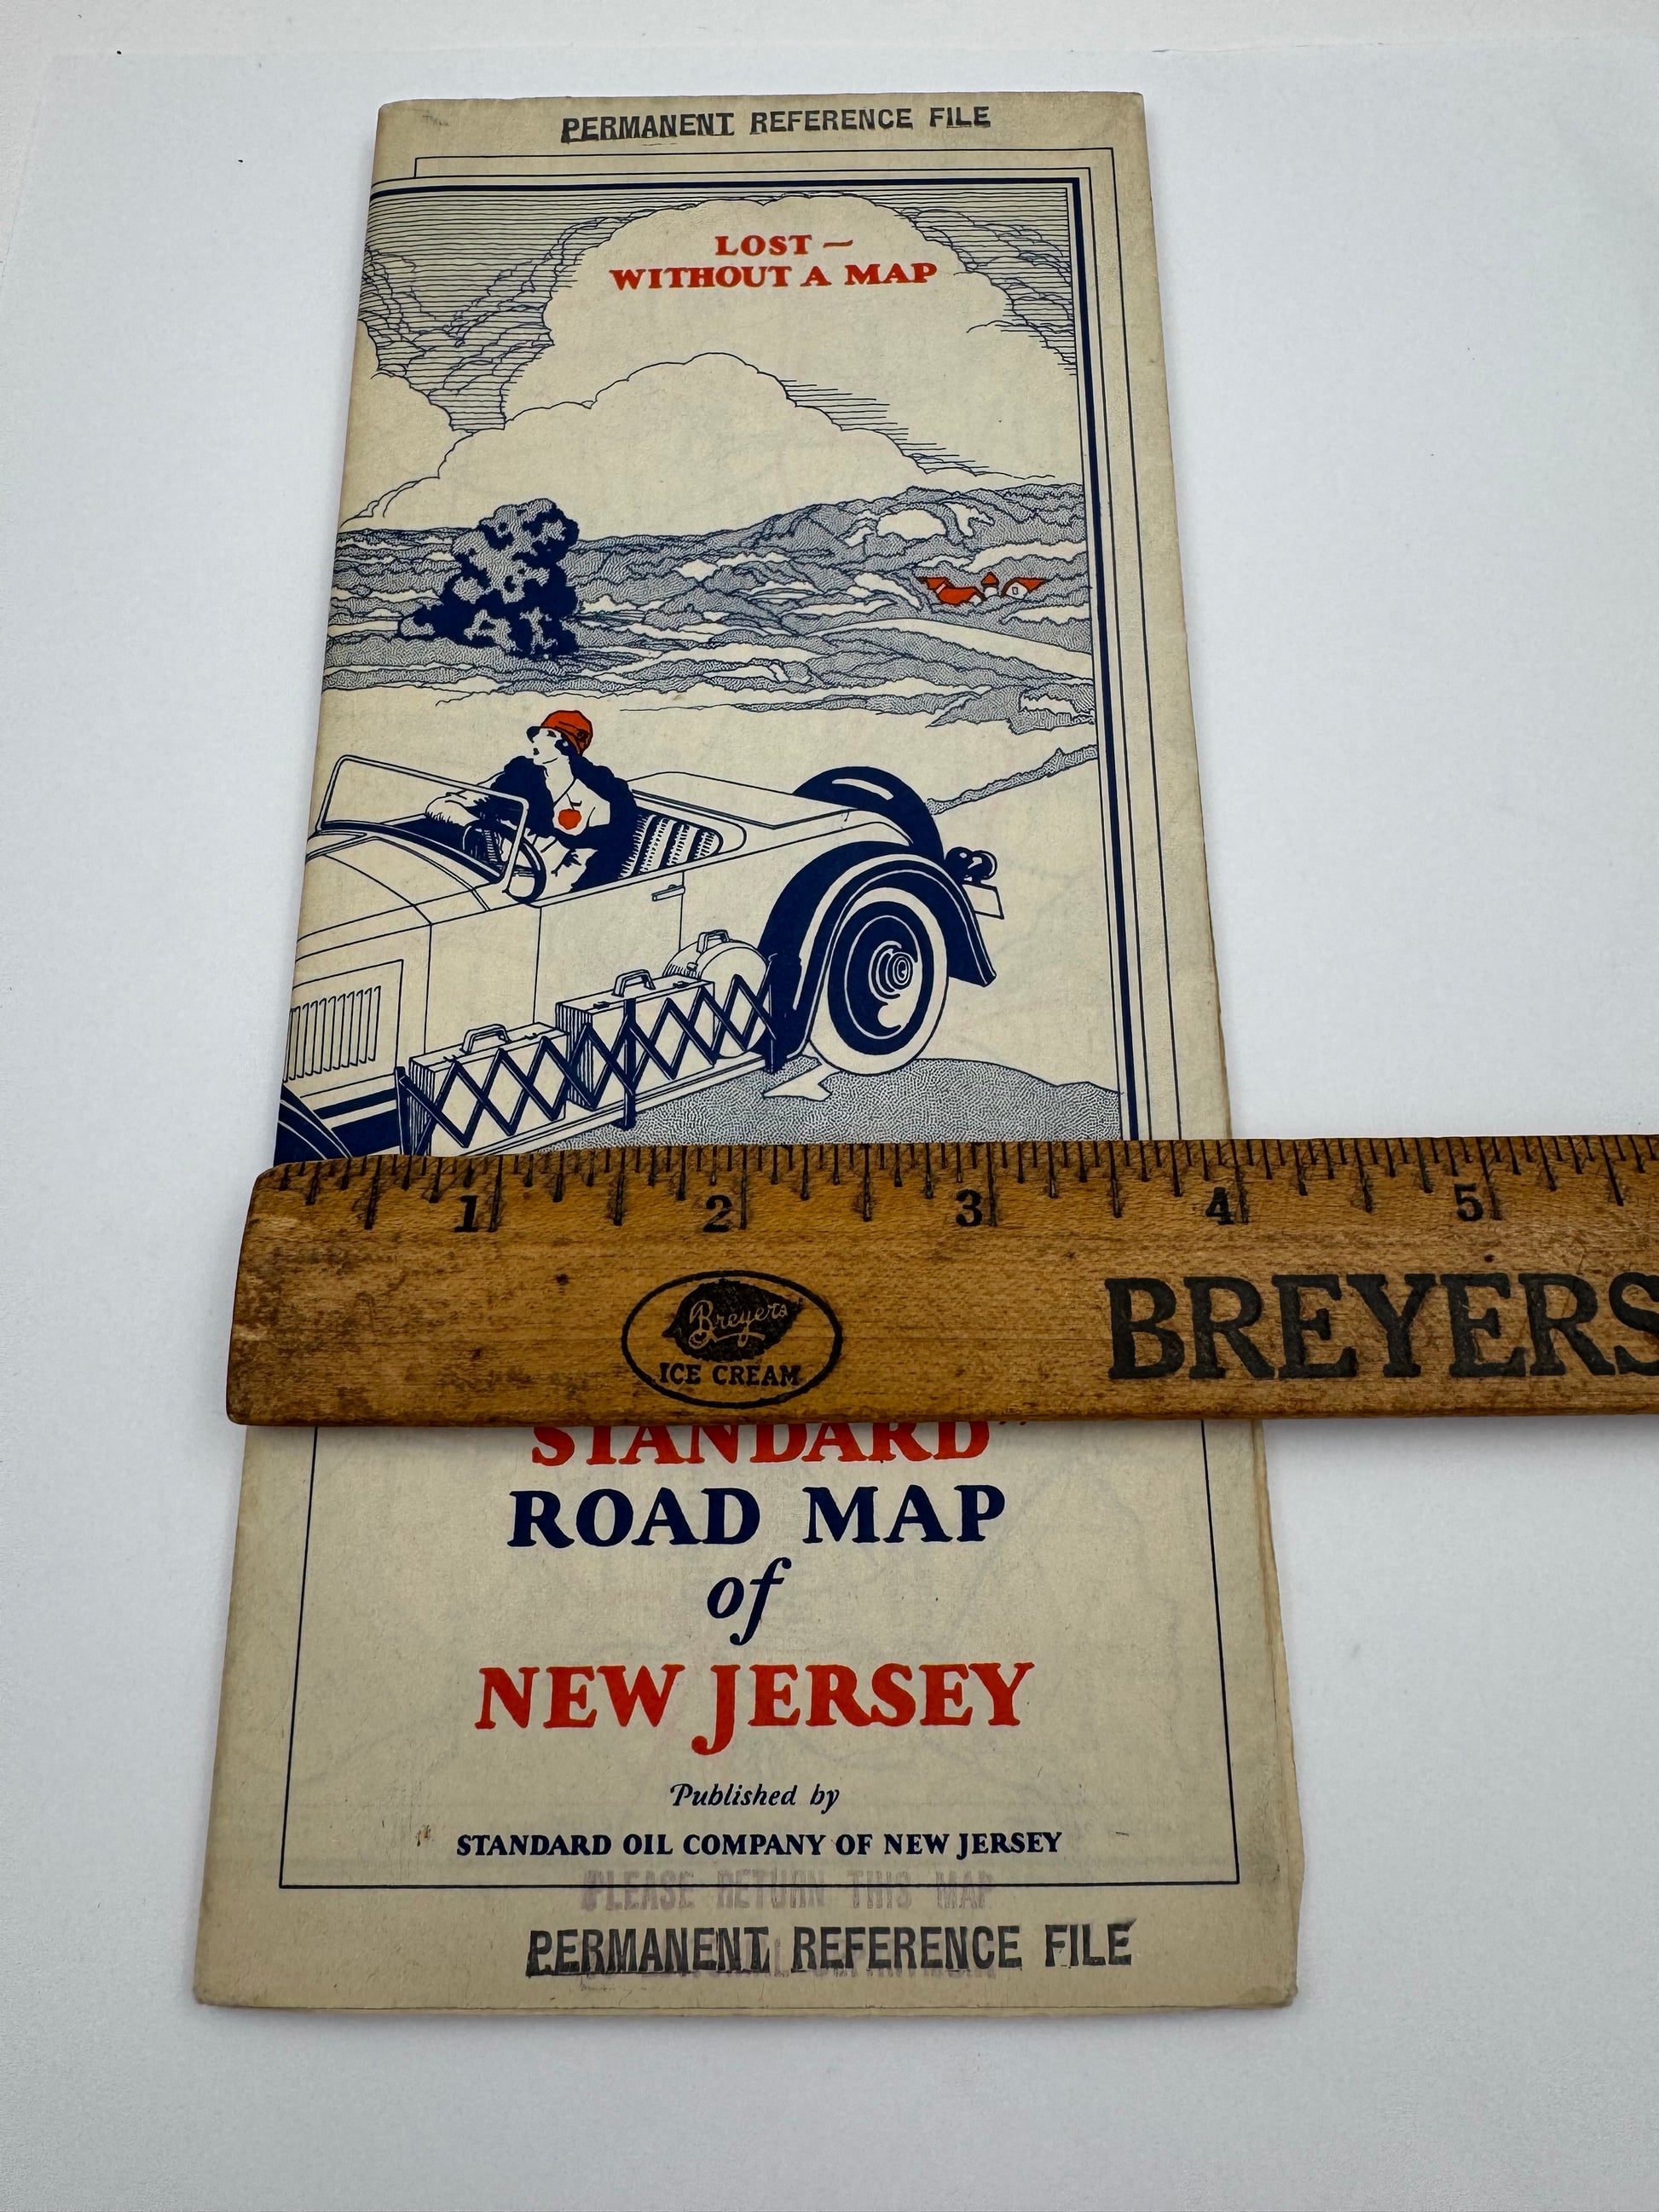 PERMANENT REFERENCE FILE
LOST —
WITHOUT A MAP
1 2 3 4 5
Breyers
ICE CREAM
BREYERS
STANDARD"
ROAD MAP
of
NEW JERSEY
Published by
STANDARD OIL COMPANY OF NEW JERSEY
PLEASE RETURN THIS MAP
PERMANENT REFERENCE FILE